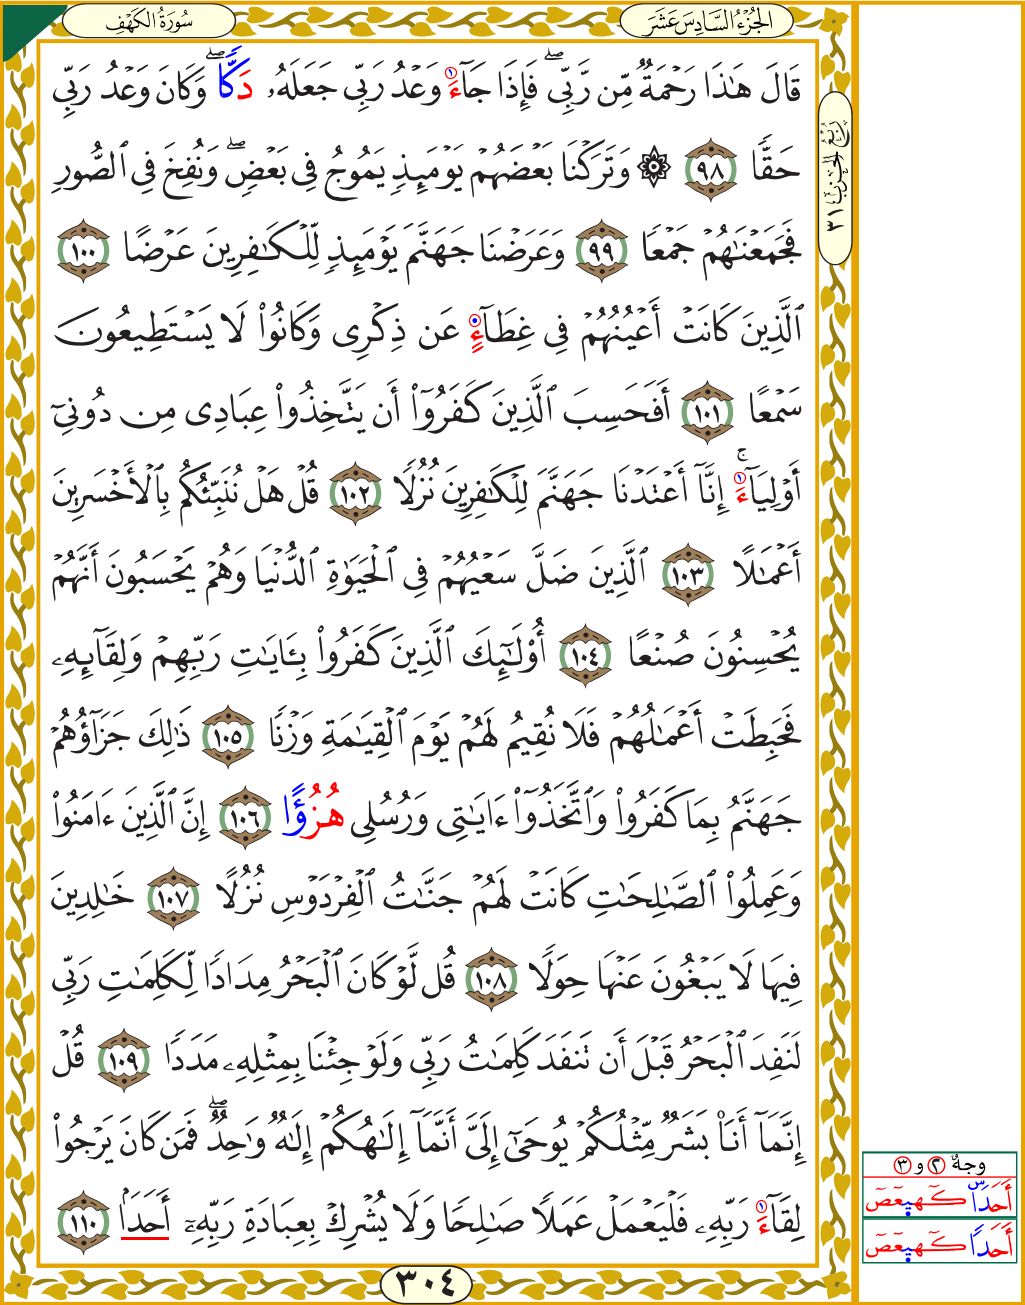 الجُزْءُ السَّادِسَ عَشَرَ
سُورَةُ الكَهْفِ
قَالَ هَٰذَا رَحْمَةٌ مِّن رَّبِّي ۖ فَإِذَا جَآءَ وَعْدُ رَبِّي جَعَلَهُۥ دَكًّا ۖ وَكَانَ وَعْدُ رَبِّي
حَقًّا ٩٨ ۞ وَتَرَكْنَا بَعْضَهُمْ يَوْمَئِذٍ يَمُوجُ فِي بَعْضٍ ۖ وَنُفِخَ فِي ٱلصُّورِ
رُبْعُ الحِزْبِ ٣١
فَجَمَعْنَٰهُمْ جَمْعًا ٩٩ وَعَرَضْنَا جَهَنَّمَ يَوْمَئِذٍ لِّلْكَٰفِرِينَ عَرْضًا ١٠٠
ٱلَّذِينَ كَانَتْ أَعْيُنُهُمْ فِي غِطَآءٍ عَن ذِكْرِي وَكَانُوا۟ لَا يَسْتَطِيعُونَ
سَمْعًا ١٠١ أَفَحَسِبَ ٱلَّذِينَ كَفَرُوٓا۟ أَن يَتَّخِذُوا۟ عِبَادِي مِن دُونِيٓ
أَوْلِيَآءَ ۚ إِنَّآ أَعْتَدْنَا جَهَنَّمَ لِلْكَٰفِرِينَ نُزُلًا ١٠٢ قُلْ هَلْ نُنَبِّئُكُم بِٱلْأَخْسَرِينَ
أَعْمَٰلًا ١٠٣ ٱلَّذِينَ ضَلَّ سَعْيُهُمْ فِي ٱلْحَيَوٰةِ ٱلدُّنْيَا وَهُمْ يَحْسَبُونَ أَنَّهُمْ
يُحْسِنُونَ صُنْعًا ١٠٤ أُو۟لَٰٓئِكَ ٱلَّذِينَ كَفَرُوا۟ بِـَٔايَٰتِ رَبِّهِمْ وَلِقَآئِهِۦ
فَحَبِطَتْ أَعْمَٰلُهُمْ فَلَا نُقِيمُ لَهُمْ يَوْمَ ٱلْقِيَٰمَةِ وَزْنًا ١٠٥ ذَٰلِكَ جَزَآؤُهُمْ
جَهَنَّمُ بِمَا كَفَرُوا۟ وَٱتَّخَذُوٓا۟ ءَايَٰتِي وَرُسُلِي هُزُؤًا ١٠٦ إِنَّ ٱلَّذِينَ ءَامَنُوا۟
وَعَمِلُوا۟ ٱلصَّٰلِحَٰتِ كَانَتْ لَهُمْ جَنَّٰتُ ٱلْفِرْدَوْسِ نُزُلًا ١٠٧ خَٰلِدِينَ
فِيهَا لَا يَبْغُونَ عَنْهَا حِوَلًا ١٠٨ قُل لَّوْ كَانَ ٱلْبَحْرُ مِدَادًا لِّكَلِمَٰتِ رَبِّي
لَنَفِدَ ٱلْبَحْرُ قَبْلَ أَن تَنفَدَ كَلِمَٰتُ رَبِّي وَلَوْ جِئْنَا بِمِثْلِهِۦ مَدَدًا ١٠٩ قُلْ
إِنَّمَآ أَنَا۠ بَشَرٌ مِّثْلُكُمْ يُوحَىٰٓ إِلَيَّ أَنَّمَآ إِلَٰهُكُمْ إِلَٰهٌ وَٰحِدٌ ۖ فَمَن كَانَ يَرْجُوا۟
لِقَآءَ رَبِّهِۦ فَلْيَعْمَلْ عَمَلًا صَٰلِحًا وَلَا يُشْرِكْ بِعِبَادَةِ رَبِّهِۦٓ أَحَدًۢا ١١٠
وجهُ ٢ و ٣
أَحَدًا س كٓهيعٓصٓ
أَحَدًا كٓهيعٓصٓ
٣٠٤